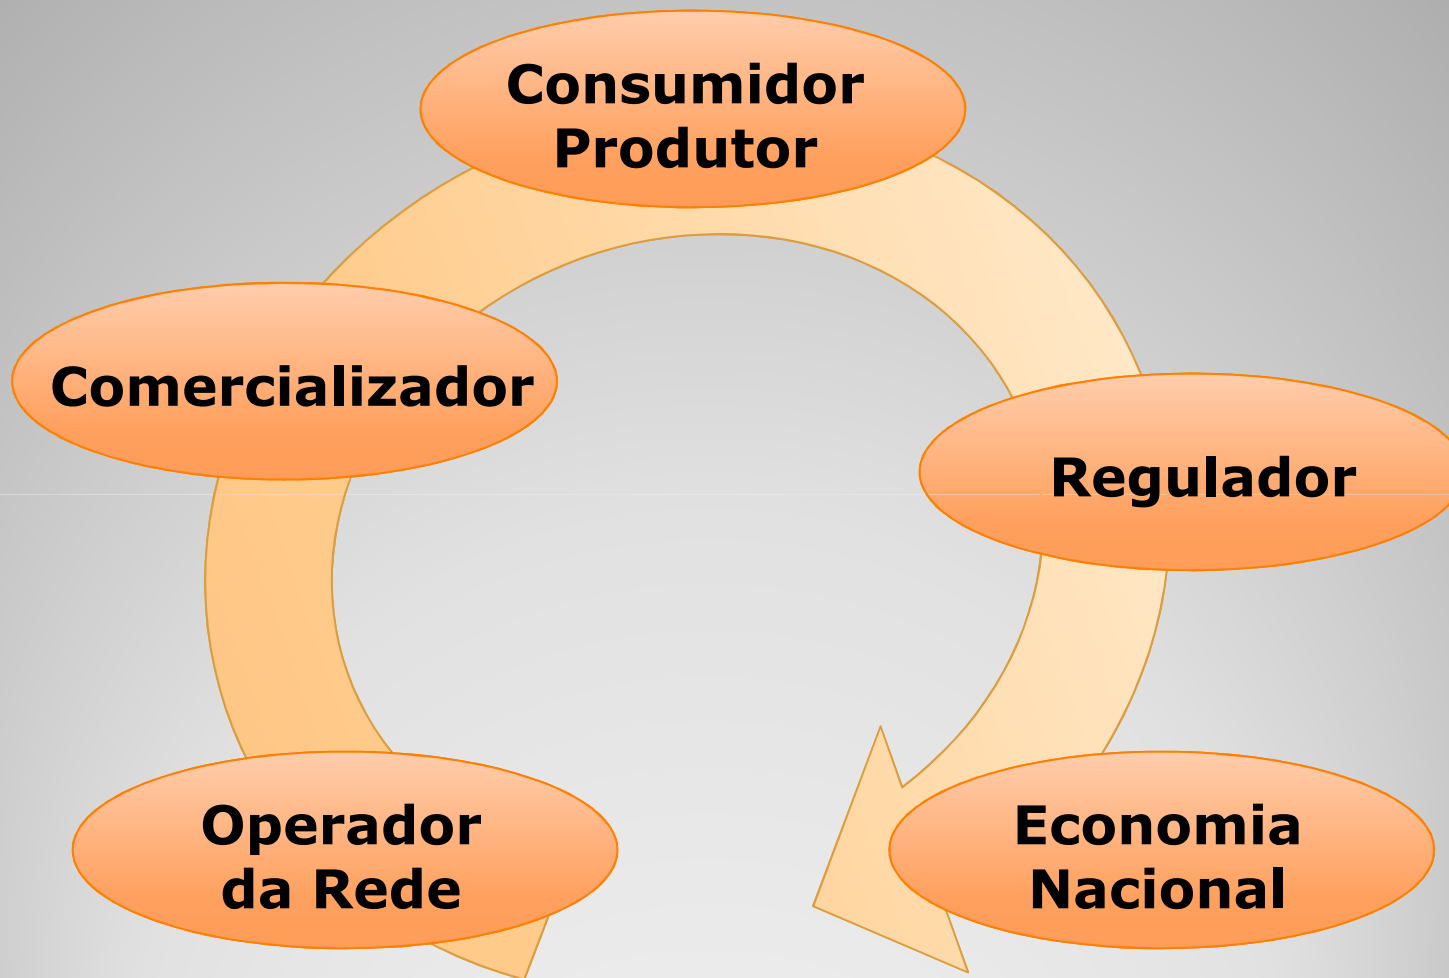 Consumidor
Produtor
Comercializador
Regulador
Operador
da Rede
Economia
Nacional